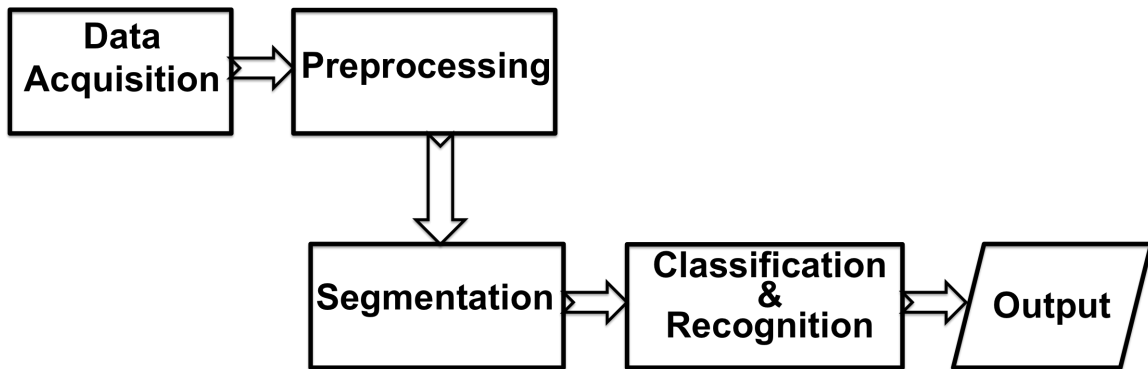 Data
Acquisition
Preprocessing
Segmentation
Classification
&
Recognition
Output